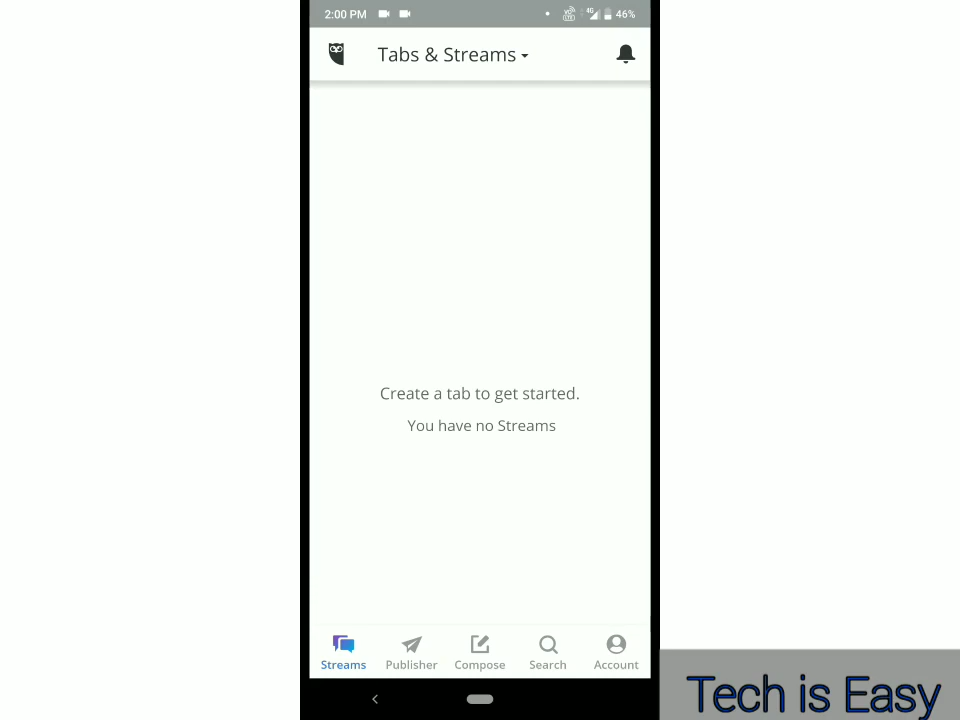 2:00 PM
4G
46%
Tabs & Streams
Create a tab to get started.
You have no Streams
Streams
Publisher
Compose
Search
Account
Tech is Easy